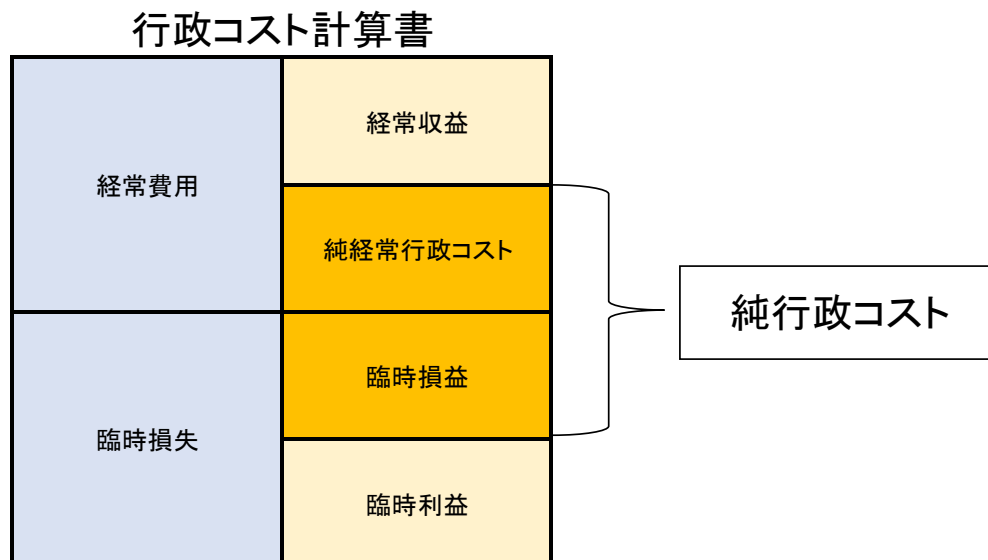 行政コスト計算書
経常費用
経常収益
純経常行政コスト
臨時損失
臨時損益
臨時利益
純行政コスト